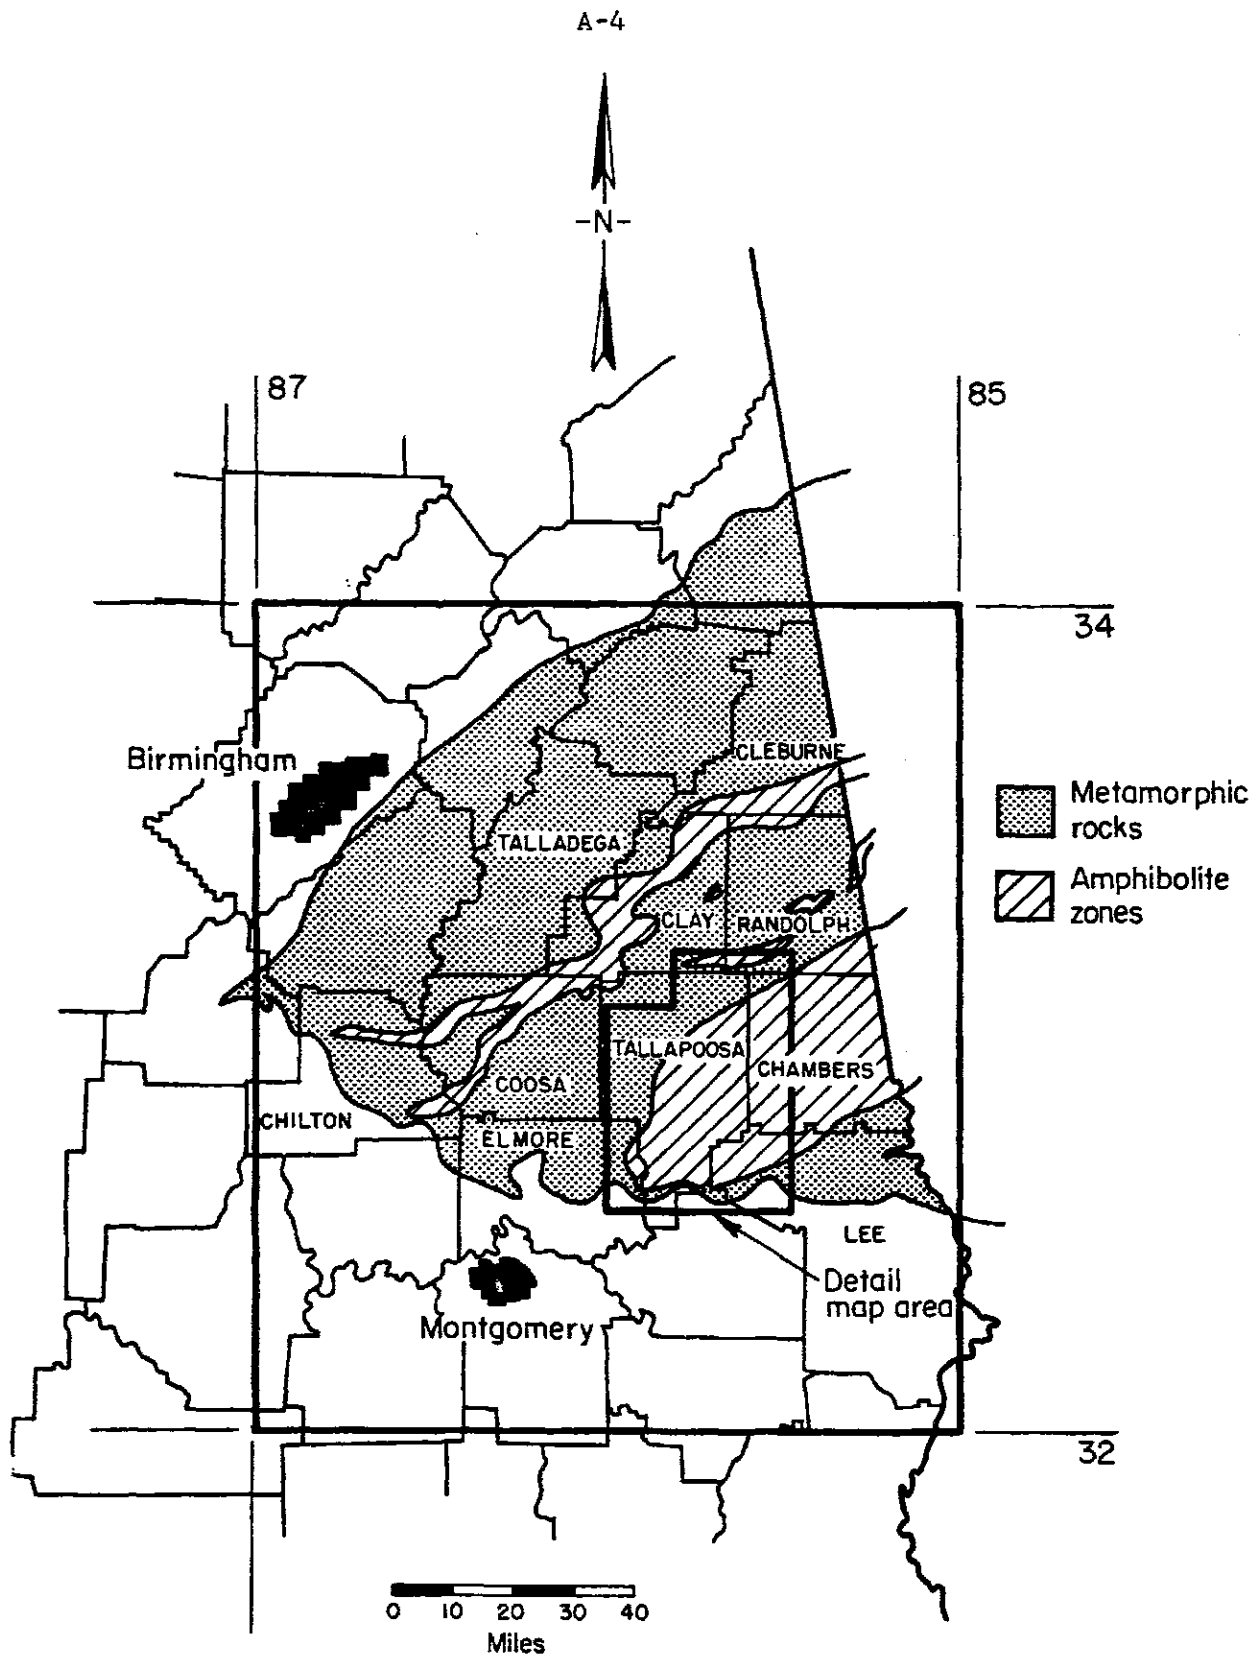 A-4
-N-
87
85
34
Birmingham
CLEBURNE
Metamorphic
rocks
TALLADEGA
Amphibolite
zones
CLAY
RANDOLPH
TALLAPOOSA
CHAMBERS
COOSA
CHILTON
ELMORE
LEE
Detail
map area
Montgomery
32
0 10 20 30 40
Miles